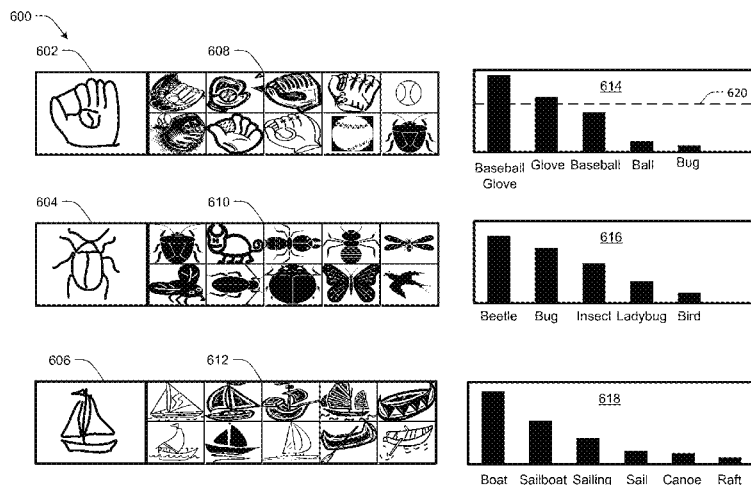 600
602
608
614
620
Baseball Glove Baseball Ball Bug
Glove
604
610
616
Beetle Bug Insect Ladybug Bird
606
612
618
Boat Sailboat Sailing Sail Canoe Raft